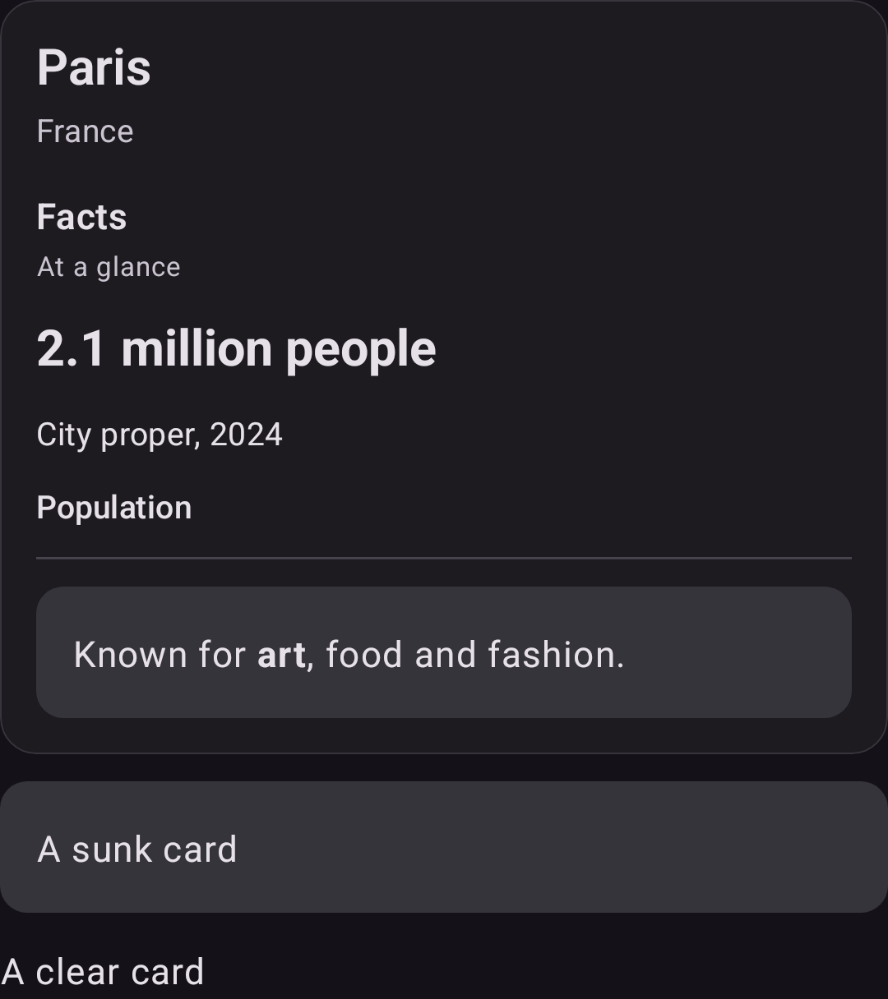 Paris
France
Facts
At a glance
2.1 million people
City proper, 2024
Population
Known for art, food and fashion.
A sunk card
A clear card